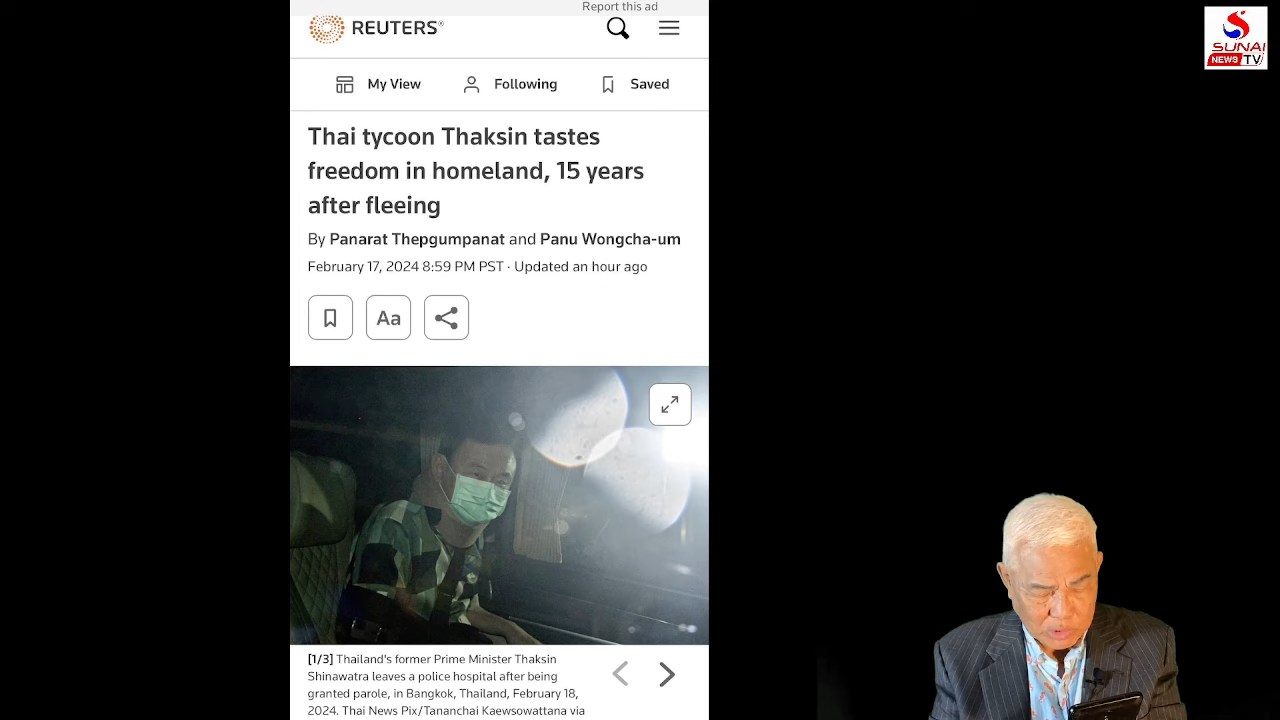 Report this ad
REUTERS®
My View
Following
Saved
Thai tycoon Thaksin tastes
freedom in homeland, 15 years
after fleeing
By Panarat Thepgumpanat and Panu Wongcha-um
February 17, 2024 8:59 PM PST · Updated an hour ago
Aa
[1/3] Thailand's former Prime Minister Thaksin
Shinawatra leaves a police hospital after being
granted parole, in Bangkok, Thailand, February 18,
2024. Thai News Pix/Tananchai Kaewsowattana via
SUNAI
NEWS TV